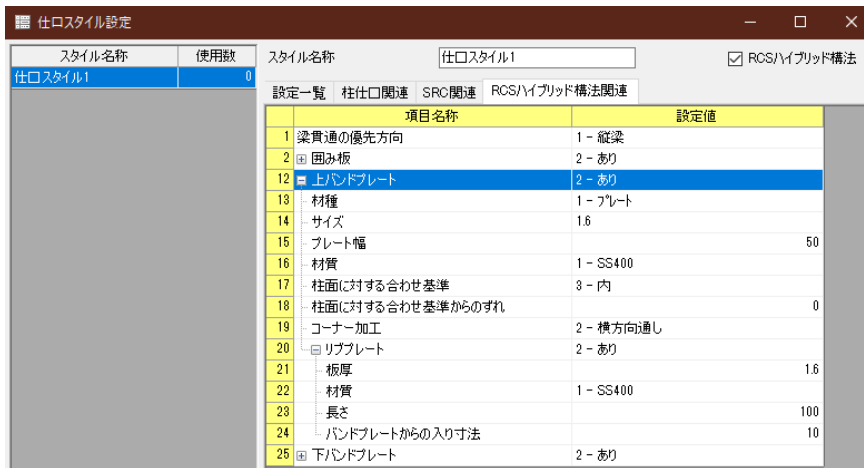 仕口スタイル設定
スタイル名称 使用数
仕口スタイル1 0
スタイル名称 仕口スタイル1 RCSハイブリッド構法
設定一覧 柱仕口関連 SRC関連 RCSハイブリッド構法関連
項目名称 設定値
1 梁貫通の優先方向 1 - 縦梁
2 囲み板 2 - あり
12 上バンドプレート 2 - あり
13 材種 1 - プレート
14 サイズ 1.6
15 プレート幅 50
16 材質 1 - SS400
17 柱面に対する合わせ基準 3 - 内
18 柱面に対する合わせ基準からのずれ 0
19 コーナー加工 2 - 横方向通し
20 リブプレート 2 - あり
21 板厚 1.6
22 材質 1 - SS400
23 長さ 100
24 バンドプレートからの入り寸法 10
25 下バンドプレート 2 - あり